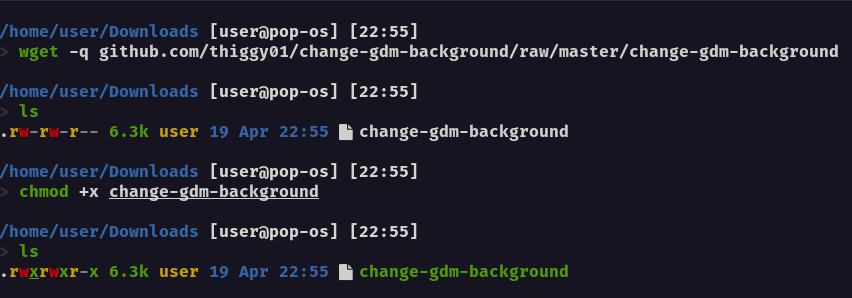 /home/user/Downloads [user@pop-os] [22:55]
> wget -q github.com/thiggy01/change-gdm-background/raw/master/change-gdm-background
/home/user/Downloads [user@pop-os] [22:55]
> ls
.rw-rw-r-- 6.3k user 19 Apr 22:55 change-gdm-background
/home/user/Downloads [user@pop-os] [22:55]
> chmod +x change-gdm-background
/home/user/Downloads [user@pop-os] [22:55]
> ls
.rwxrwxr-x 6.3k user 19 Apr 22:55 change-gdm-background